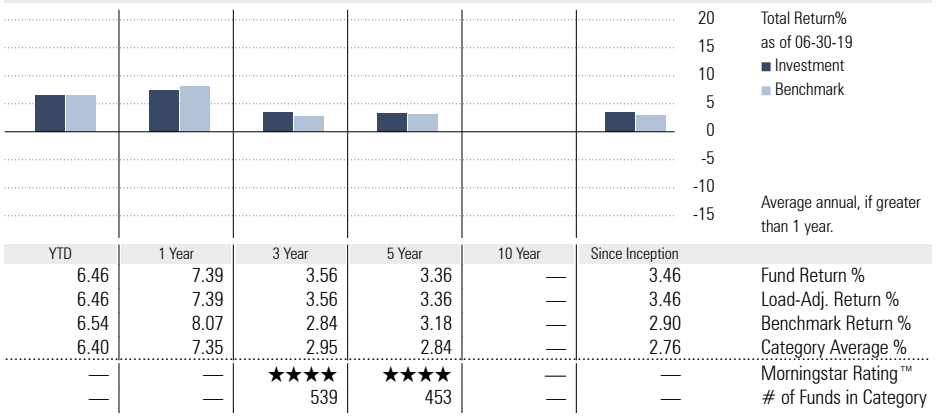 20
Total Return%
15
as of 06-30-19
10
Investment
5
Benchmark
0
-5
-10
-15
Average annual, if greater
than 1 year.
YTD 1 Year 3 Year 5 Year 10 Year Since Inception
6.46 7.39 3.56 3.36 — 3.46 Fund Return %
6.46 7.39 3.56 3.36 — 3.46 Load-Adj. Return %
6.54 8.07 2.84 3.18 — 2.90 Benchmark Return %
6.40 7.35 2.95 2.84 — 2.76 Category Average %
— — ★★★★ ★★★★ — — Morningstar Rating™
— — 539 453 — — # of Funds in Category